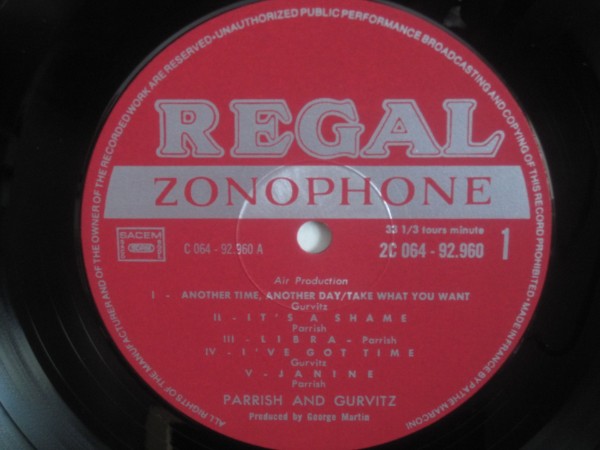 ALL RIGHTS OF THE MANUFACTURER AND OF THE OWNER OF THE RECORDED WORK ARE RESERVED-UNAUTHORIZED PUBLIC PERFORMANCE BROADCASTING AND COPYING OF THIS RECORD PROHIBITED-MADE IN FRANCE BY PATHE MARCONI
REGAL
ZONOPHONE
SACEM
33 1/3 tours minute
C 064 - 92.960 A
2C 064 - 92.960 1
Air Production
I - ANOTHER TIME, ANOTHER DAY/TAKE WHAT YOU WANT
Gurvitz
II - IT'S A SHAME
Parrish
III - LIBRA - Parrish
IV - I'VE GOT TIME
Gurvitz
V - JANINE
Parrish
PARRISH AND GURVITZ
Produced by George Martin